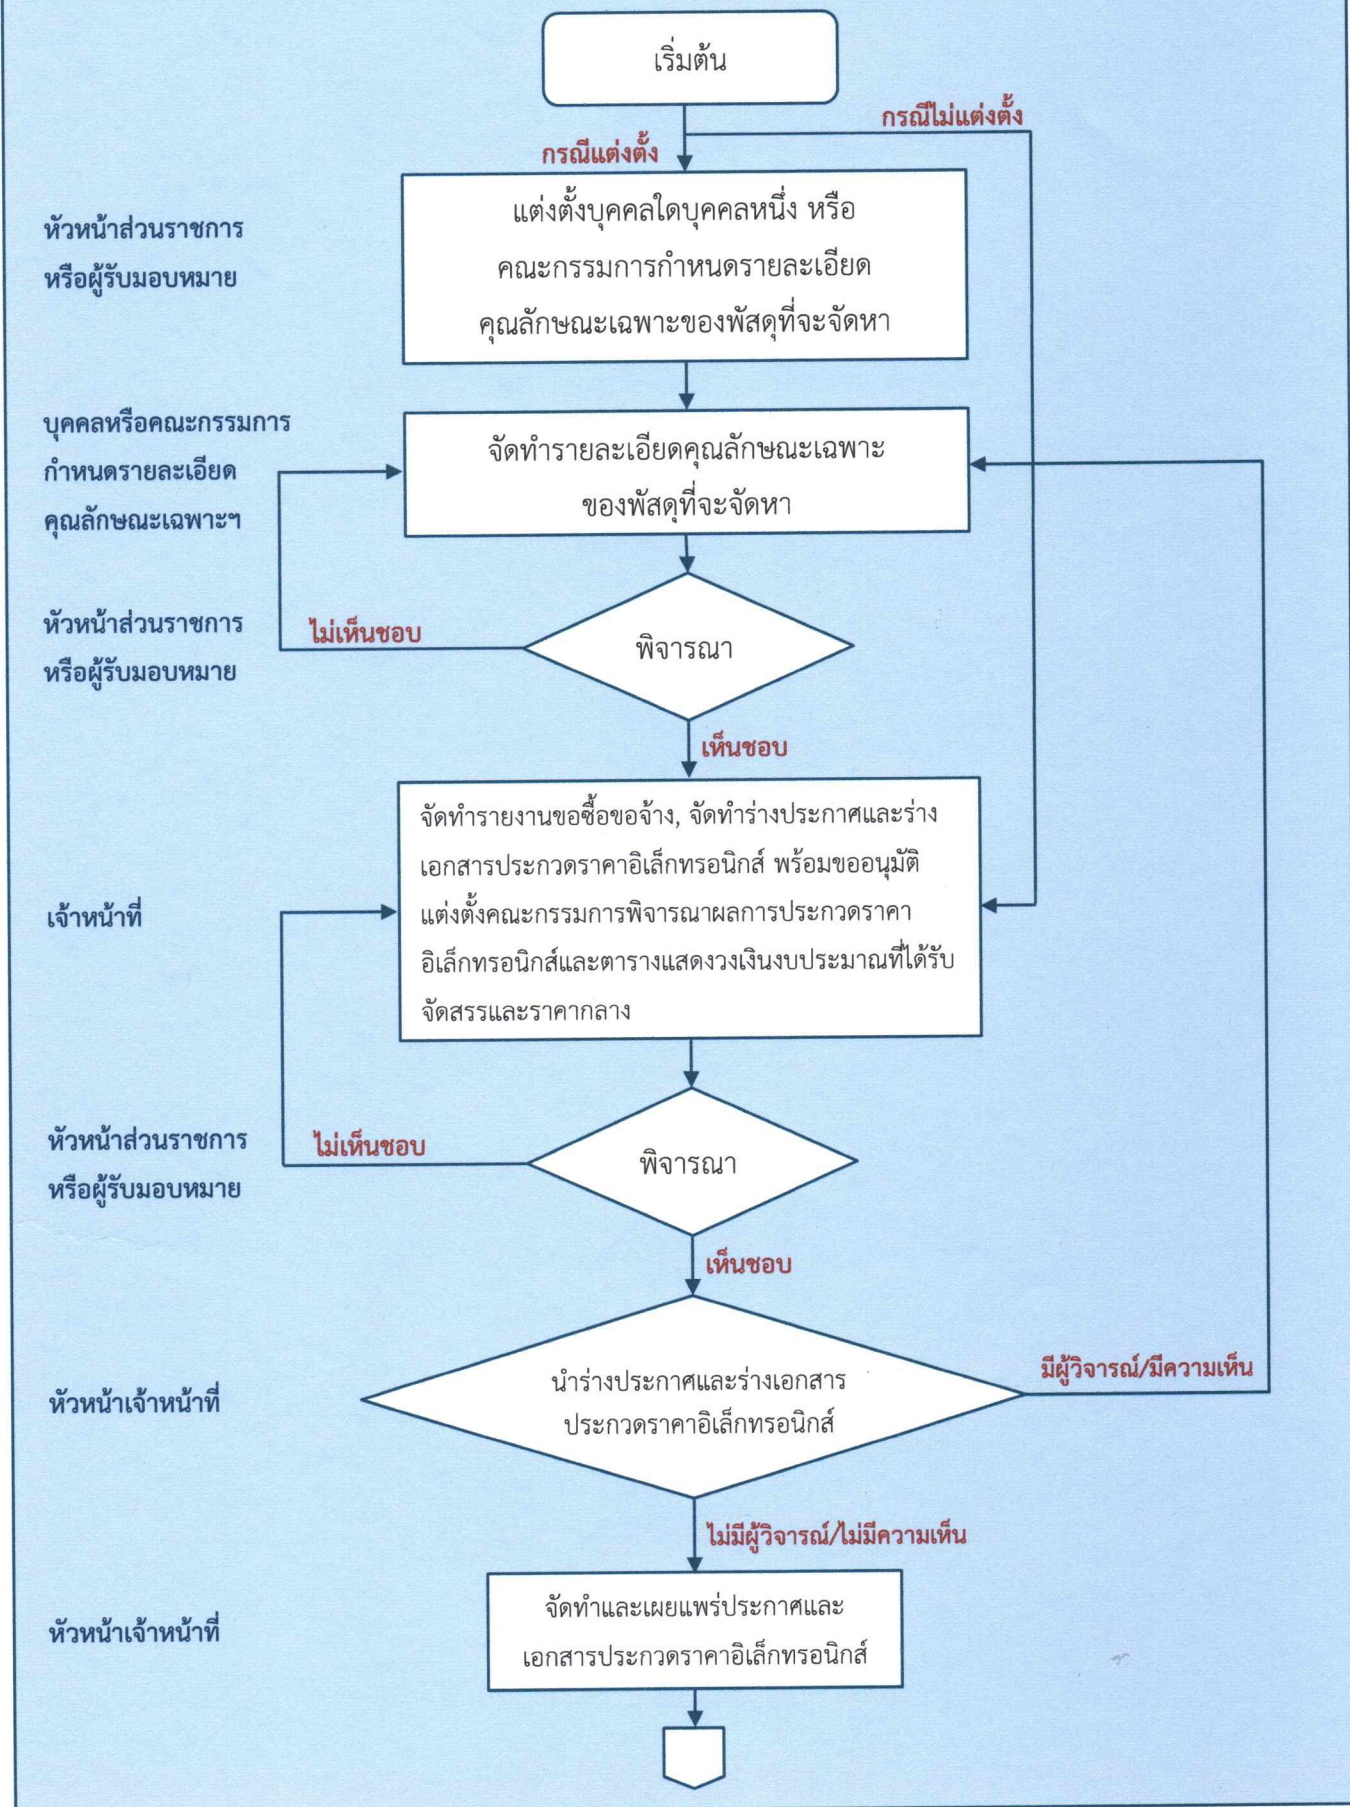 เริ่มต้น
กรณีไม่แต่งตั้ง
กรณีแต่งตั้ง
หัวหน้าส่วนราชการ
หรือผู้รับมอบหมาย
แต่งตั้งบุคคลใดบุคคลหนึ่ง หรือ
คณะกรรมการกำหนดรายละเอียด
คุณลักษณะเฉพาะของพัสดุที่จะจัดหา
บุคคลหรือคณะกรรมการ
กำหนดรายละเอียด
คุณลักษณะเฉพาะฯ
จัดทำรายละเอียดคุณลักษณะเฉพาะ
ของพัสดุที่จะจัดหา
หัวหน้าส่วนราชการ
หรือผู้รับมอบหมาย
ไม่เห็นชอบ
พิจารณา
เห็นชอบ
เจ้าหน้าที่
จัดทำรายงานขอซื้อขอจ้าง, จัดทำร่างประกาศและร่าง
เอกสารประกวดราคาอิเล็กทรอนิกส์ พร้อมขออนุมัติ
แต่งตั้งคณะกรรมการพิจารณาผลการประกวดราคา
อิเล็กทรอนิกส์และตารางแสดงวงเงินงบประมาณที่ได้รับ
จัดสรรและราคากลาง
หัวหน้าส่วนราชการ
หรือผู้รับมอบหมาย
ไม่เห็นชอบ
พิจารณา
เห็นชอบ
หัวหน้าเจ้าหน้าที่
นำร่างประกาศและร่างเอกสาร
ประกวดราคาอิเล็กทรอนิกส์
มีผู้วิจารณ์/มีความเห็น
ไม่มีผู้วิจารณ์/ไม่มีความเห็น
หัวหน้าเจ้าหน้าที่
จัดทำและเผยแพร่ประกาศและ
เอกสารประกวดราคาอิเล็กทรอนิกส์